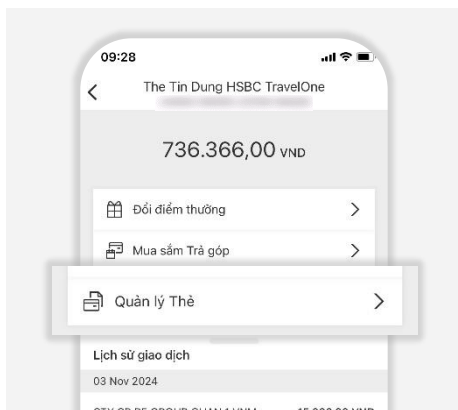 09:28
The Tin Dung HSBC TravelOne
736.366,00 VND
Đổi điểm thưởng
Mua sắm Trả góp
Quản lý Thẻ
Lịch sử giao dịch
03 Nov 2024